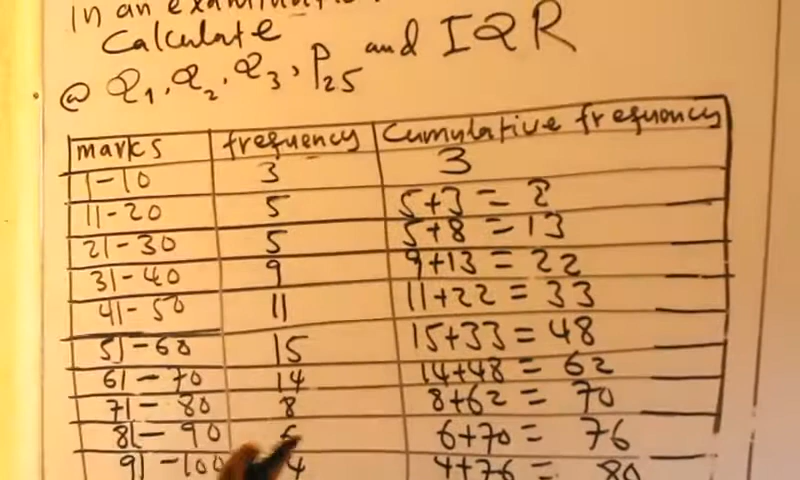 In an
Calculate
@ Q1, Q2, Q3, P25 and IQR
marks frequency Cumulative frequency
1-10 3 3
11-20 5 5+3 = 8
21-30 5 5+8 = 13
31-40 9 9+13 = 22
41-50 11 11+22 = 33
51-60 15 15+33 = 48
61-70 14 14+48 = 62
71-80 8 8+62 = 70
81-90 6 6+70 = 76
91-100 4 4+76 = 80